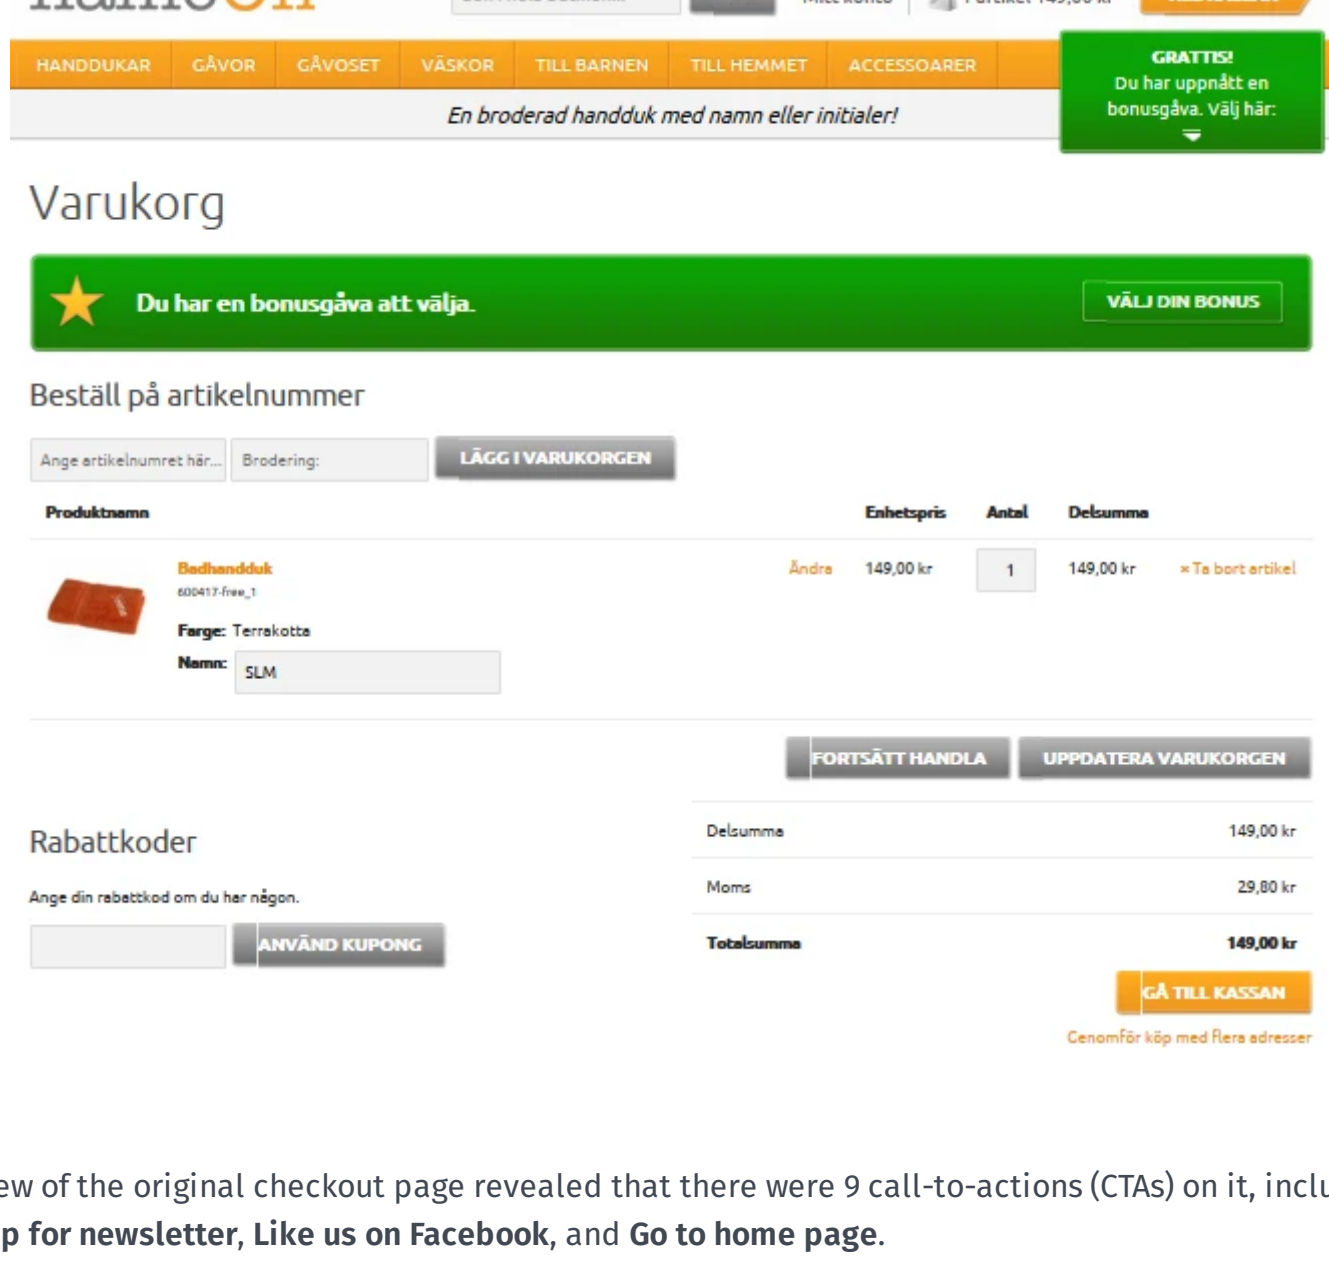 nameOn
HANDDUKAR GÅVOR GÅVOSET VÄSKOR TILL BARNEN TILL HEMMET ACCESSOARER
GRATTIS!
Du har uppnått en
bonusgåva. Välj här:
En broderad handduk med namn eller initialer!
Varukorg
Du har en bonusgåva att välja.
VÄLJ DIN BONUS
Beställ på artikelnummer
Ange artikelnumret här... Brodering: LÄGG I VARUKORGEN
Produktnamn Enhetspris Antal Delsumma
Badhandduk Ändra 149,00 kr 1 149,00 kr × Ta bort artikel
600417-free_1
Farge: Terrakotta
Namn: SLM
FORTSÄTT HANDLA UPPDATERA VARUKORGEN
Rabattkoder
Ange din rabattkod om du har någon.
ANVÄND KUPONG
Delsumma 149,00 kr
Moms 29,80 kr
Totalsumma 149,00 kr
GÅ TILL KASSAN
Genomför köp med flera adresser
ew of the original checkout page revealed that there were 9 call-to-actions (CTAs) on it, inclu
p for newsletter, Like us on Facebook, and Go to home page.